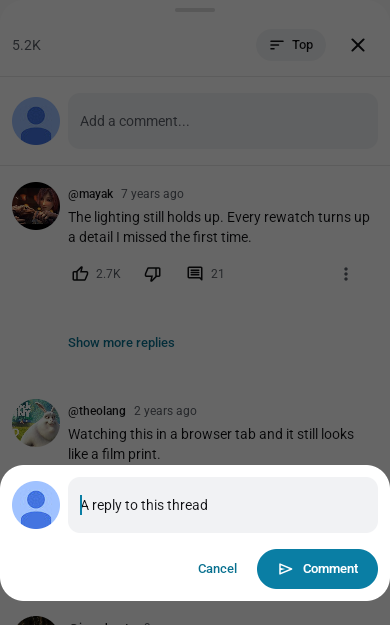 5.2K
Top
Add a comment...
@mayak 7 years ago
The lighting still holds up. Every rewatch turns up
a detail I missed the first time.
2.7K
21
Show more replies
@theolang 2 years ago
Watching this in a browser tab and it still looks
like a film print.
A reply to this thread
Cancel
Comment